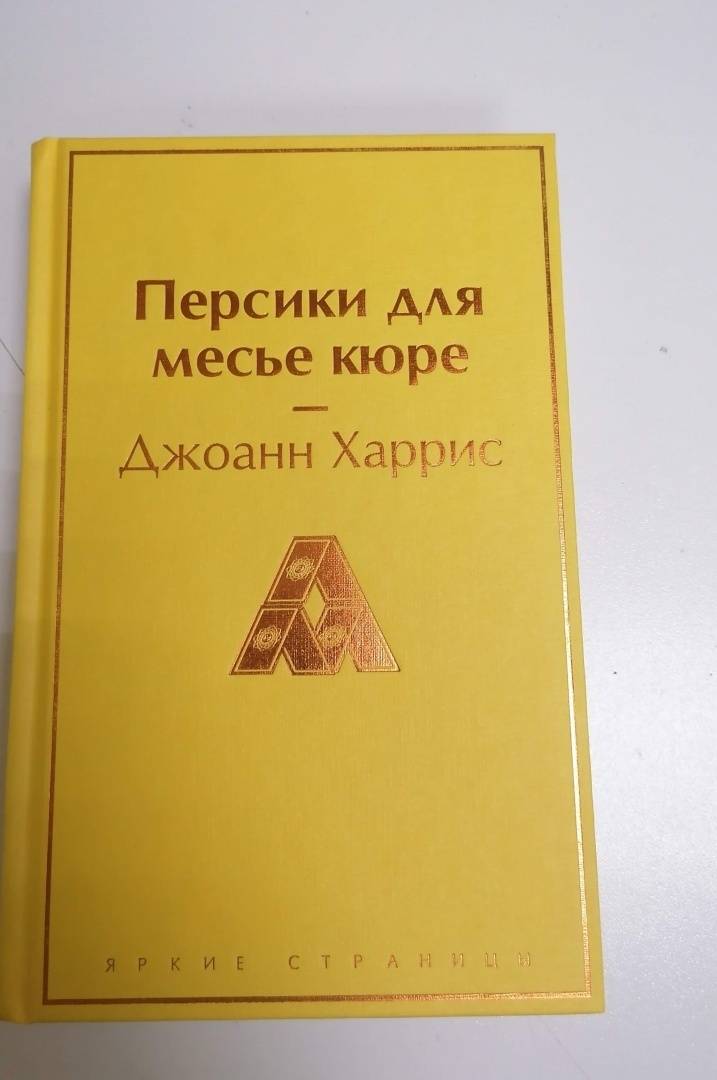 Персики для
месье кюре
Джоанн Харрис
ЯРКИЕ СТРАНИЦЫ